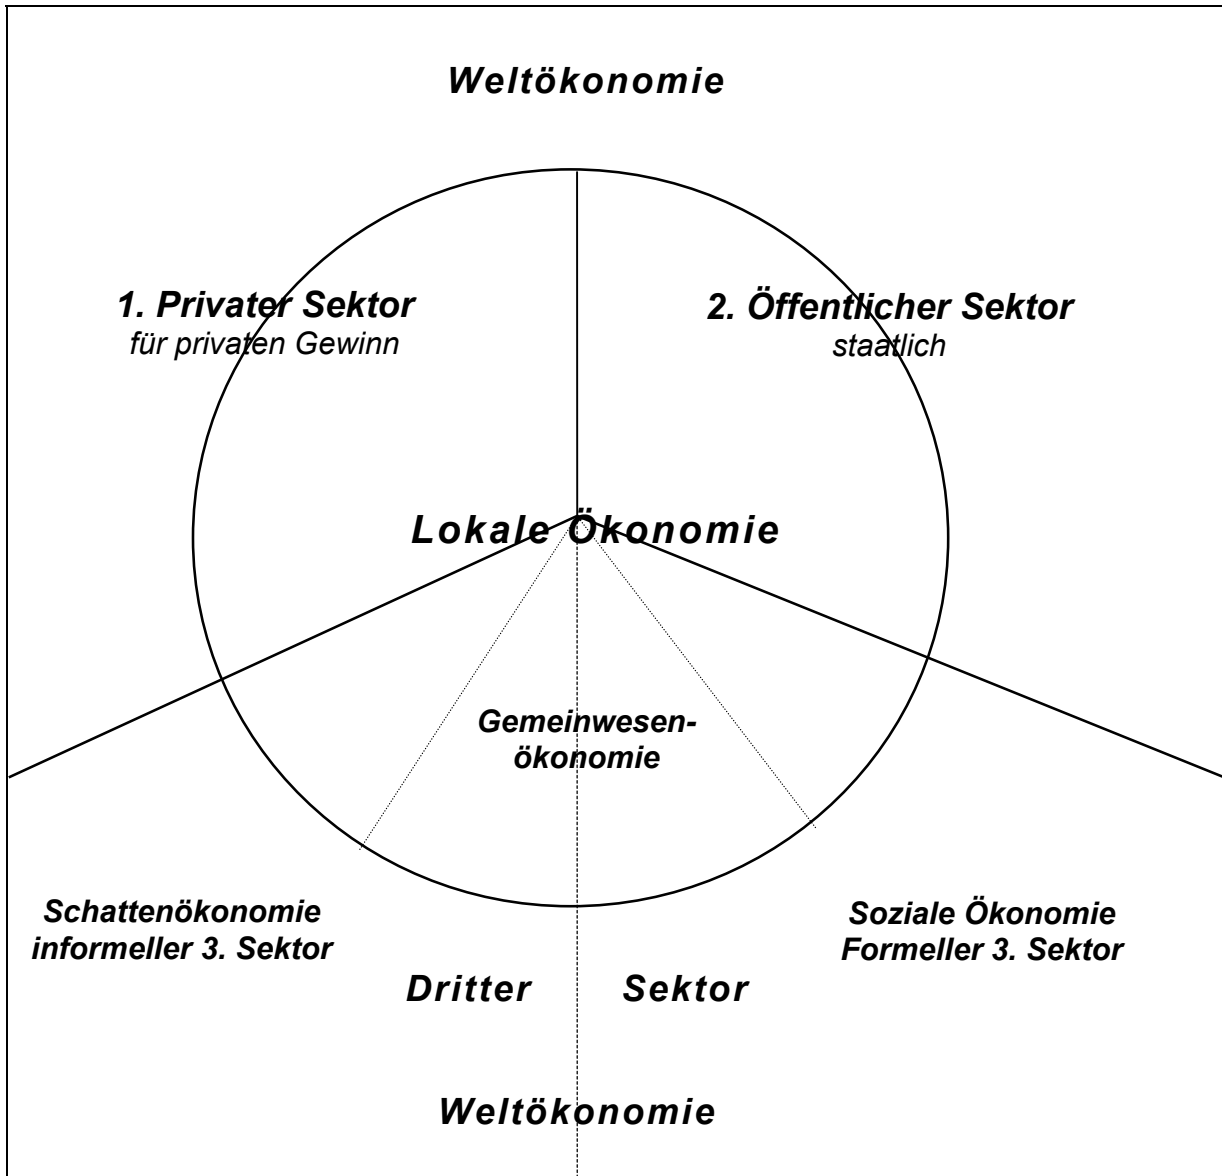 Weltökonomie
1. Privater Sektor
für privaten Gewinn
2. Öffentlicher Sektor
staatlich
Lokale Ökonomie
Gemeinwesen-
ökonomie
Schattenökonomie
informeller 3. Sektor
Soziale Ökonomie
Formeller 3. Sektor
Dritter Sektor
Weltökonomie